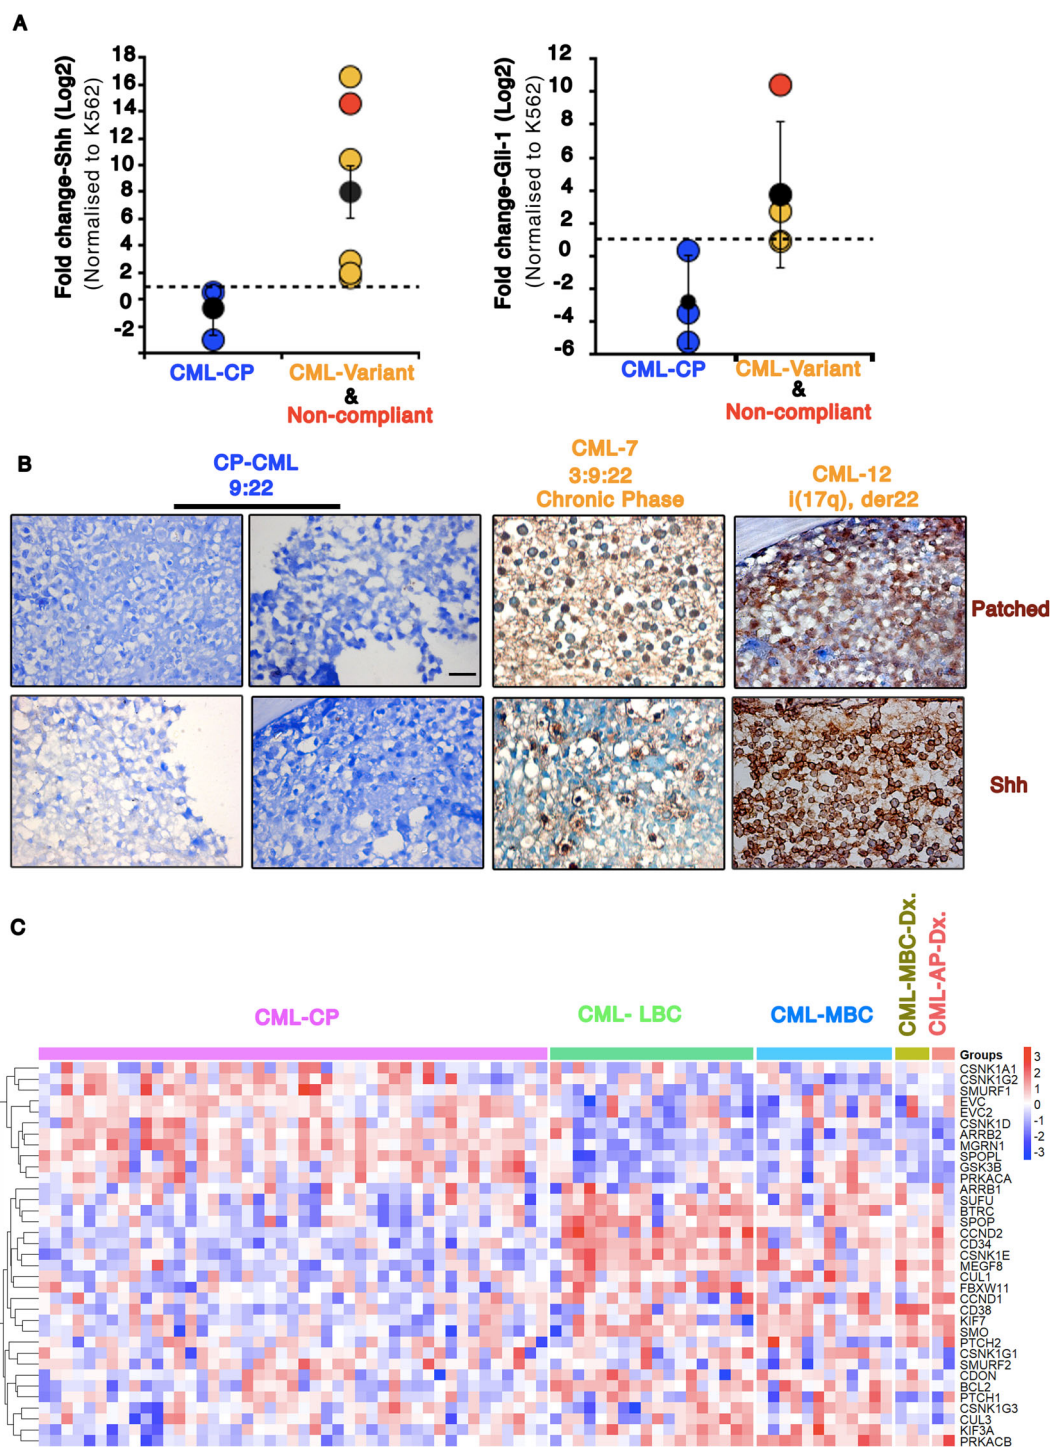 A
Fold change-Shh (Log2)
(Normalised to K562)
18
16
14
12
10
8
6
4
2
0
-2
CML-CP
CML-Variant
&
Non-compliant
Fold change-Gli-1 (Log2)
(Normalised to K562)
12
10
8
6
4
2
0
-2
-4
-6
CML-CP
CML-Variant
&
Non-compliant
B
CP-CML
9:22
CML-7
3:9:22
Chronic Phase
CML-12
i(17q), der22
Patched
Shh
C
CML-CP
CML- LBC
CML-MBC
CML-MBC-Dx.
CML-AP-Dx.
Groups
CSNK1A1
CSNK1G2
SMURF1
EVC
EVC2
CSNK1D
ARRB2
MGRN1
SPOPL
GSK3B
PRKACA
ARRB1
SUFU
BTRC
SPOP
CCND2
CD34
CSNK1E
MEGF8
CUL1
FBXW11
CCND1
CD38
KIF7
SMO
PTCH2
CSNK1G1
SMURF2
CDON
BCL2
PTCH1
CSNK1G3
CUL3
KIF3A
PRKACB
3
2
1
0
-1
-2
-3